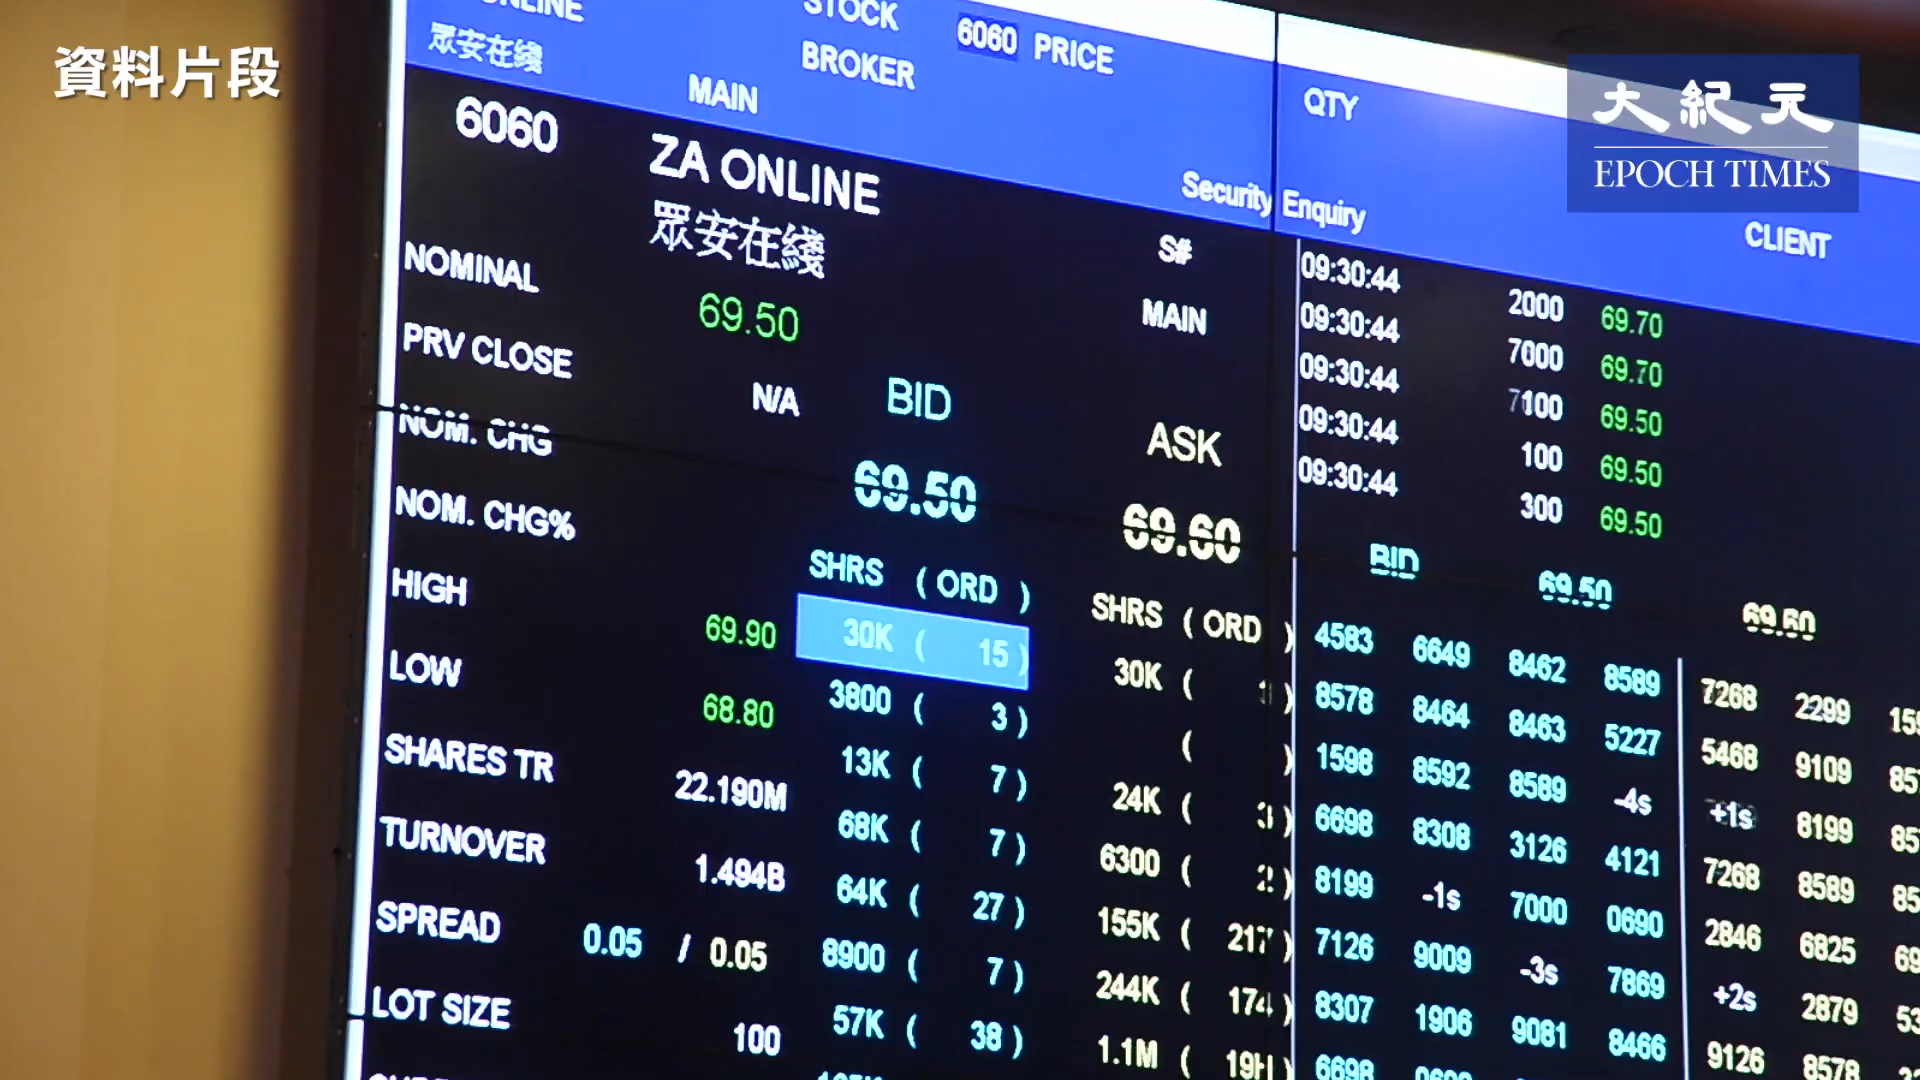 資料片段
大紀元
EPOCH TIMES
眾安在綫
STOCK 6060 PRICE
BROKER
MAIN
QTY
Security Enquiry
CLIENT
6060
ZA ONLINE
眾安在綫
S#
MAIN
NOMINAL 69.50
PRV CLOSE N/A
NOM. CHG
NOM. CHG%
HIGH 69.90
LOW 68.80
SHARES TR 22.190M
TURNOVER 1.494B
SPREAD 0.05 / 0.05
LOT SIZE 100
BID
69.50
SHRS ( ORD )
30K ( 15 )
3800 ( 3 )
13K ( 7 )
68K ( 7 )
64K ( 27 )
8900 ( 7 )
57K ( 38 )
ASK
69.60
SHRS ( ORD )
30K (
( )
24K (
6300 (
155K (
244K (
1.1M (
09:30:44 2000 69.70
09:30:44 7000 69.70
09:30:44 69.50
09:30:44 100 69.50
09:30:44 300 69.50
BID 69.50
4583 6649 8462 8589
8578 8464 8463 5227
1598 8592 8589 -4s
6698 8308 3126 4121
8199 -1s 7000 0690
7126 9009 -3s 7869
8307 1906 9081 8466
7268 2299
5468 9109
+1s 8199
7268 8589
2846 6825
+2s 2879
9126 8578